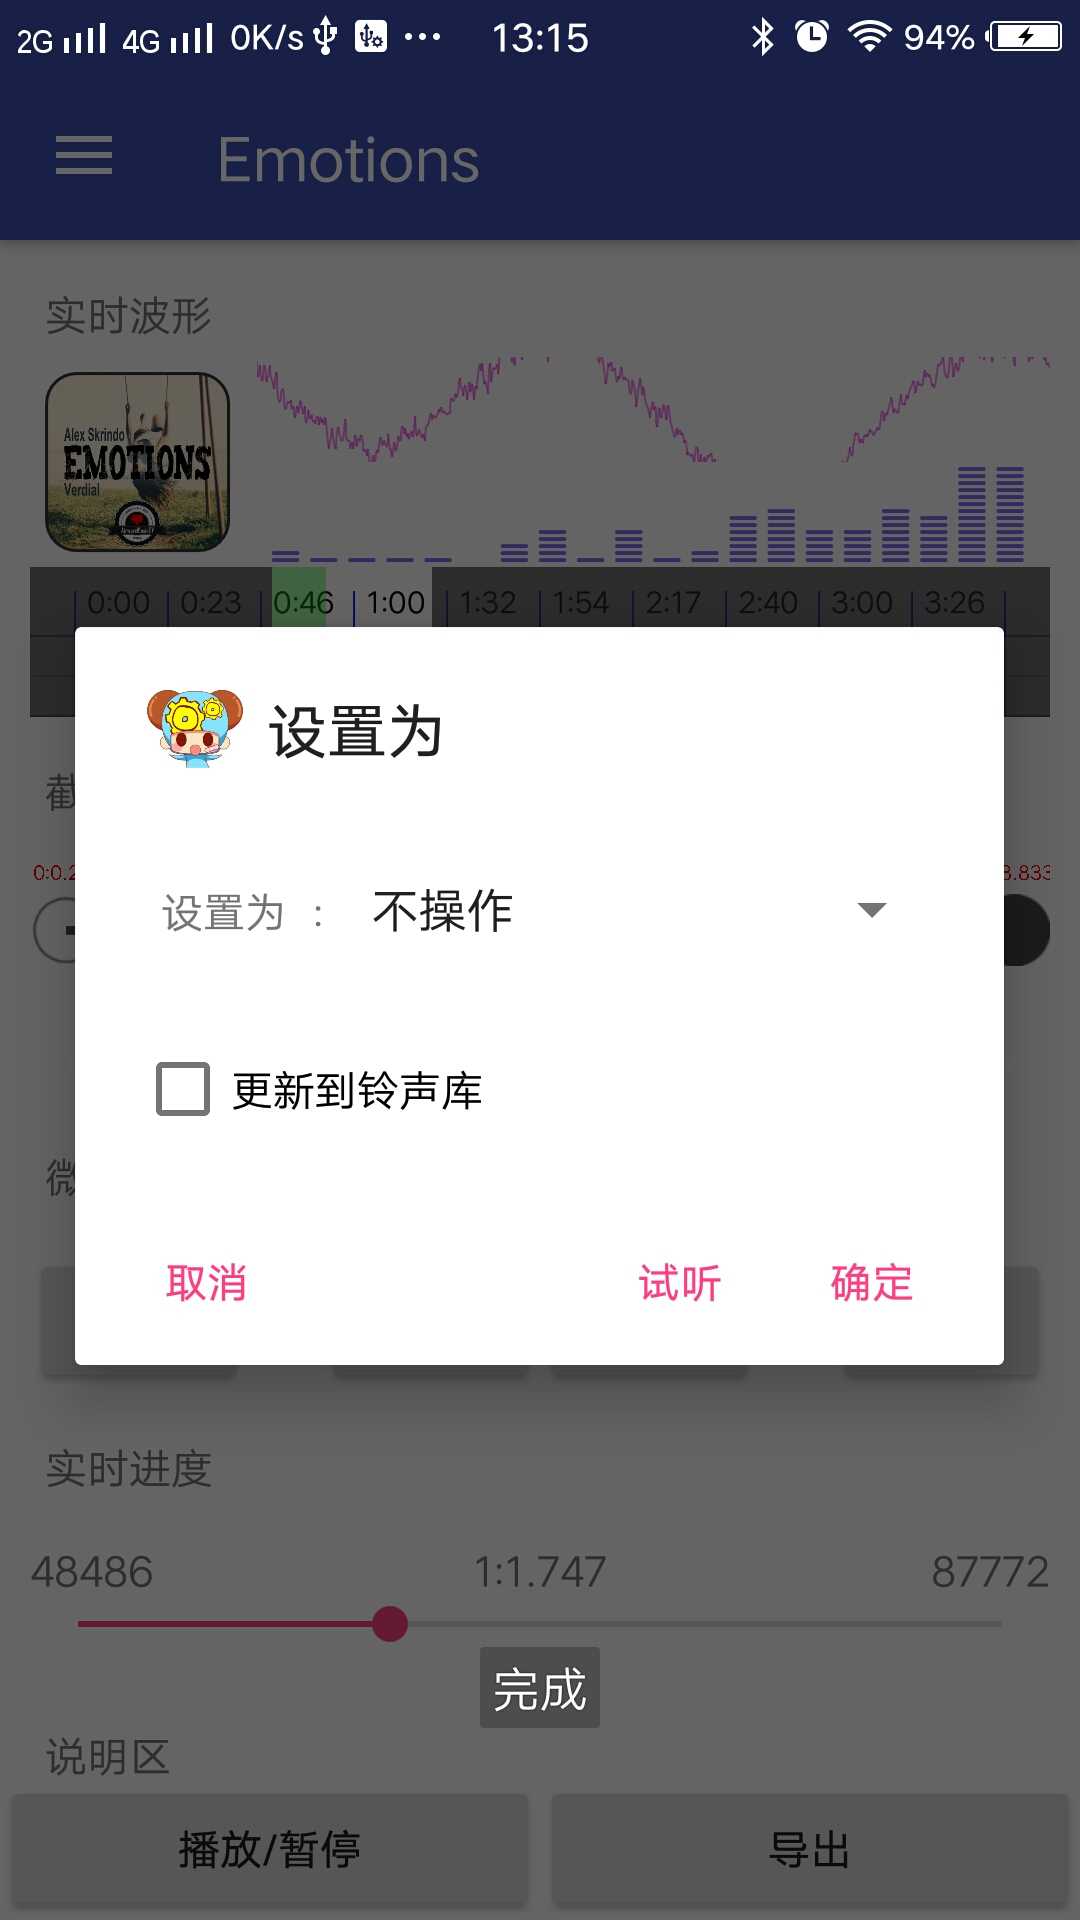 2G 4G 0K/s 13:15 94%
Emotions
实时波形
Alex Skrindo
EMOTIONS
Verdial
0:00 0:23 0:46 1:00 1:32 1:54 2:17 2:40 3:00 3:26
设置为
0:0.2
3.833
设置为 : 不操作
更新到铃声库
取消 试听 确定
实时进度
48486 1:1.747 87772
完成
说明区
播放/暂停 导出